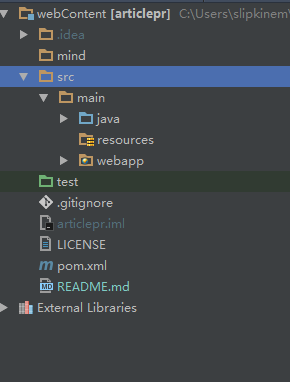 webContent [articlepr] C:\Users\slipkinem\
.idea
mind
src
main
java
resources
webapp
test
.gitignore
articlepr.iml
LICENSE
m pom.xml
MD README.md
External Libraries